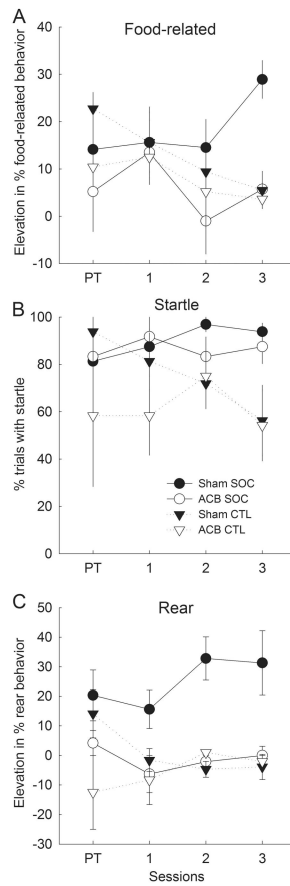 A
Food-related
Elevation in % food-relaated behavior
40
30
20
10
0
-10
PT 1 2 3
B
Startle
% trials with startle
100
80
60
40
20
0
Sham SOC
ACB SOC
Sham CTL
ACB CTL
PT 1 2 3
C
Rear
Elevation in % rear behavior
50
40
30
20
10
0
-10
-20
-30
PT 1 2 3
Sessions